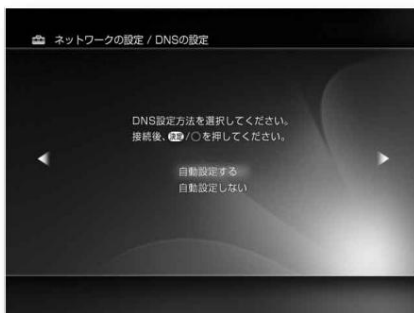 ネットワークの設定 / DNSの設定
DNS設定方法を選択してください。
接続後、決定/○を押してください。
自動設定する
自動設定しない